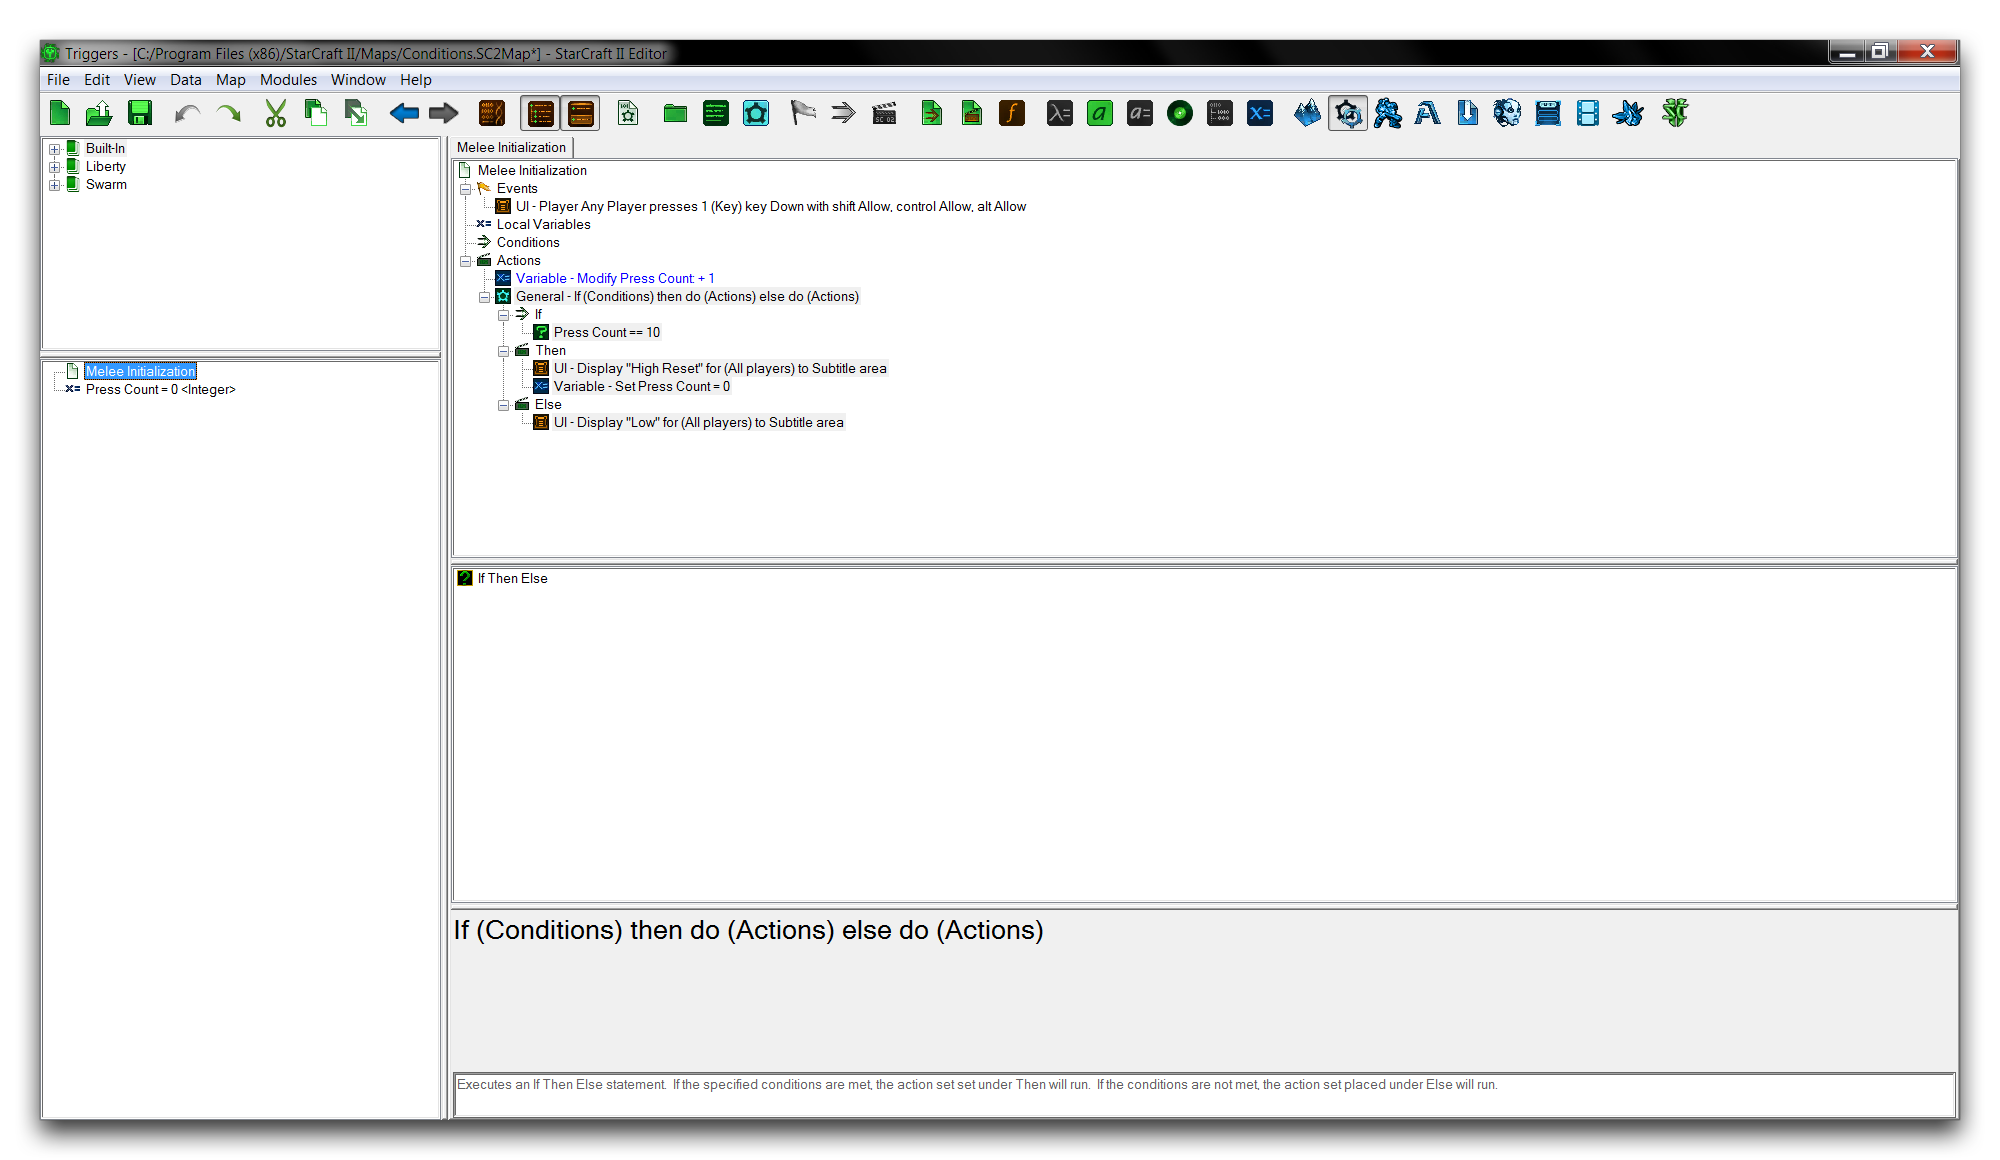 Triggers - [C:/Program Files (x86)/StarCraft II/Maps/Conditions.SC2Map*] - StarCraft II Editor
File Edit View Data Map Modules Window Help
Built-In
Liberty
Swarm
Melee Initialization
Press Count = 0 <Integer>
Melee Initialization
Melee Initialization
Events
UI - Player Any Player presses 1 (Key) key Down with shift Allow, control Allow, alt Allow
Local Variables
Conditions
Actions
Variable - Modify Press Count: + 1
General - If (Conditions) then do (Actions) else do (Actions)
If
Press Count == 10
Then
UI - Display "High Reset" for (All players) to Subtitle area
Variable - Set Press Count = 0
Else
UI - Display "Low" for (All players) to Subtitle area
If Then Else
If (Conditions) then do (Actions) else do (Actions)
Executes an If Then Else statement. If the specified conditions are met, the action set set under Then will run. If the conditions are not met, the action set placed under Else will run.